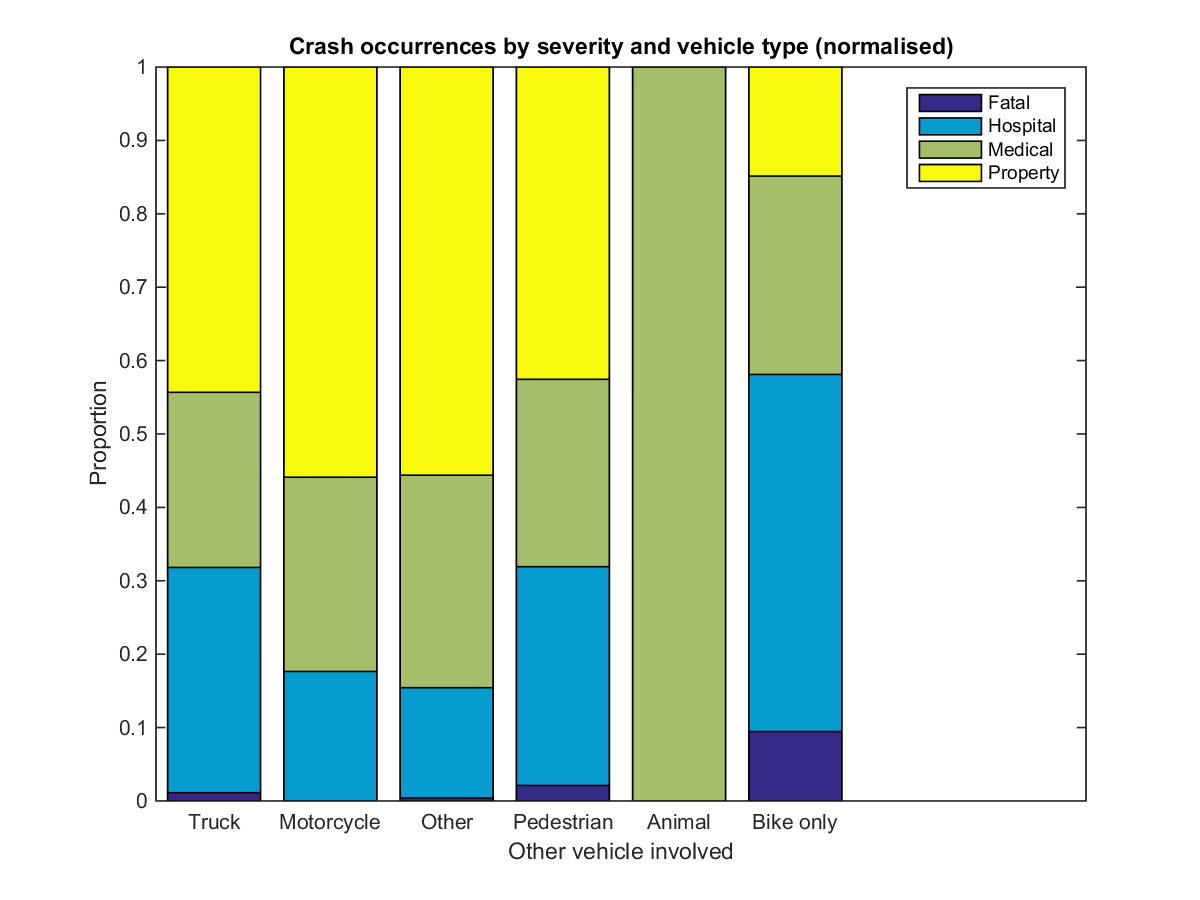 Crash occurrences by severity and vehicle type (normalised)
Fatal
Hospital
Medical
Property
1
0.9
0.8
0.7
0.6
0.5
0.4
0.3
0.2
0.1
0
Proportion
Truck Motorcycle Other Pedestrian Animal Bike only
Other vehicle involved